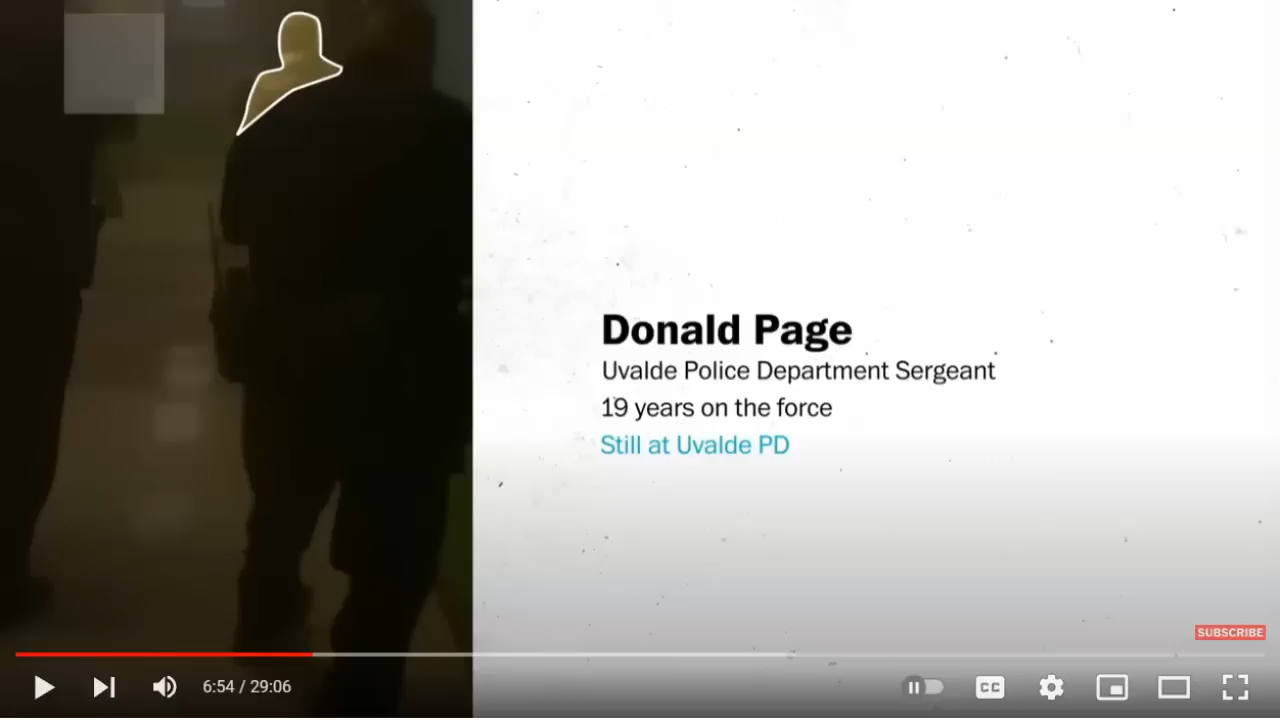 Donald Page
Uvalde Police Department Sergeant
19 years on the force
Still at Uvalde PD
SUBSCRIBE
6:54 / 29:06
CC